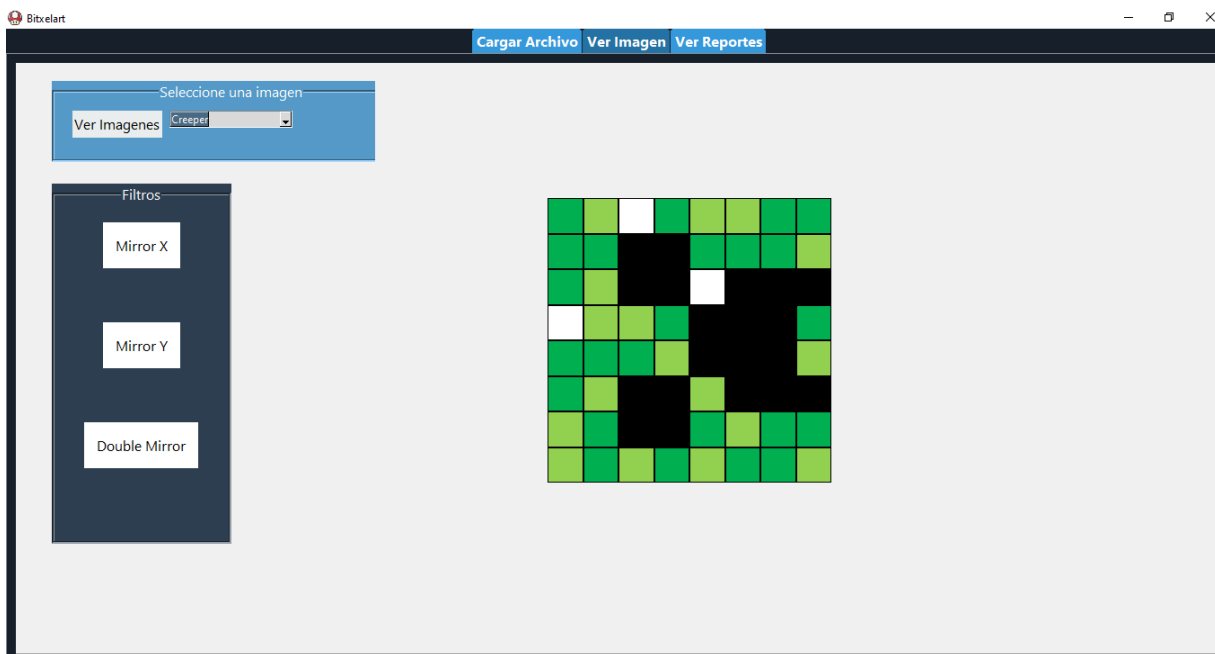 Bitxelart
Cargar Archivo Ver Imagen Ver Reportes
Seleccione una imagen
Ver Imagenes Creeper
Filtros
Mirror X
Mirror Y
Double Mirror